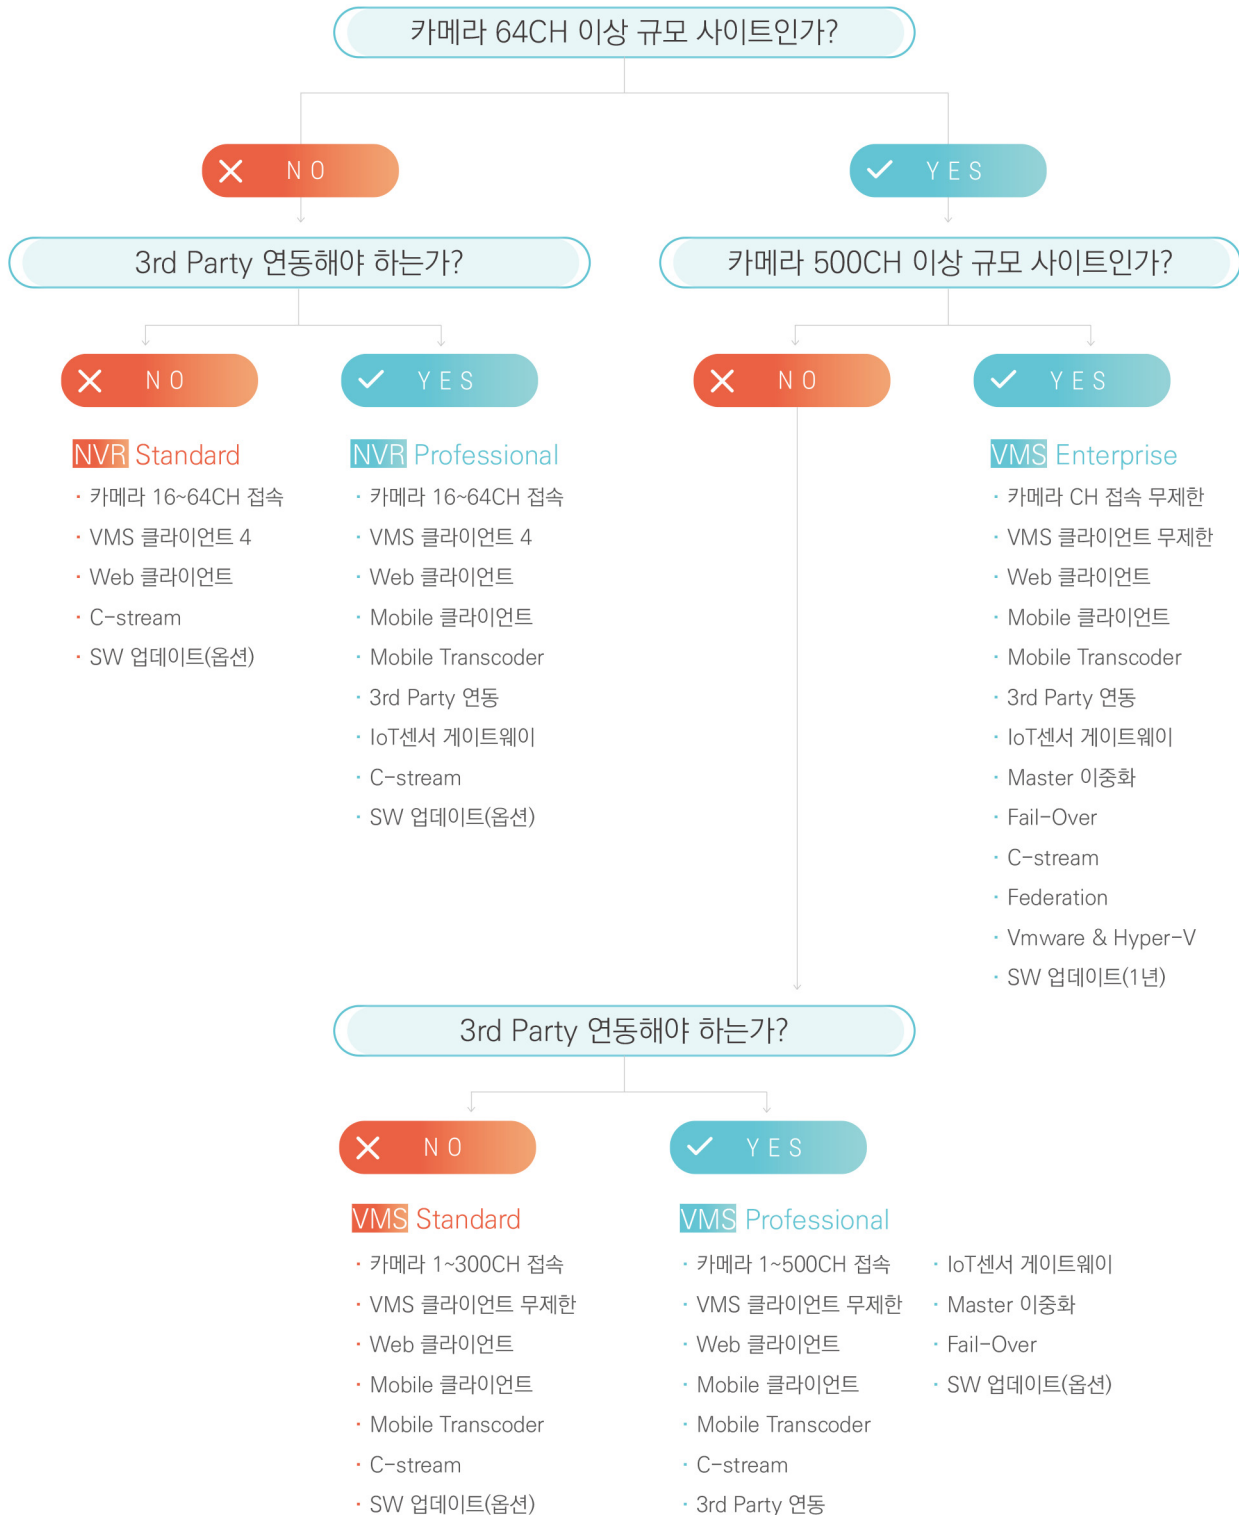 카메라 64CH 이상 규모 사이트인가?
NO
YES
3rd Party 연동해야 하는가?
카메라 500CH 이상 규모 사이트인가?
NO
YES
NO
YES
NVR Standard
· 카메라 16~64CH 접속
· VMS 클라이언트 4
· Web 클라이언트
· C-stream
· SW 업데이트(옵션)
NVR Professional
· 카메라 16~64CH 접속
· VMS 클라이언트 4
· Web 클라이언트
· Mobile 클라이언트
· Mobile Transcoder
· 3rd Party 연동
· IoT센서 게이트웨이
· C-stream
· SW 업데이트(옵션)
VMS Enterprise
· 카메라 CH 접속 무제한
· VMS 클라이언트 무제한
· Web 클라이언트
· Mobile 클라이언트
· Mobile Transcoder
· 3rd Party 연동
· IoT센서 게이트웨이
· Master 이중화
· Fail-Over
· C-stream
· Federation
· Vmware & Hyper-V
· SW 업데이트(1년)
3rd Party 연동해야 하는가?
NO
YES
VMS Standard
· 카메라 1~300CH 접속
· VMS 클라이언트 무제한
· Web 클라이언트
· Mobile 클라이언트
· Mobile Transcoder
· C-stream
· SW 업데이트(옵션)
VMS Professional
· 카메라 1~500CH 접속
· VMS 클라이언트 무제한
· Web 클라이언트
· Mobile 클라이언트
· Mobile Transcoder
· C-stream
· 3rd Party 연동
· IoT센서 게이트웨이
· Master 이중화
· Fail-Over
· SW 업데이트(옵션)